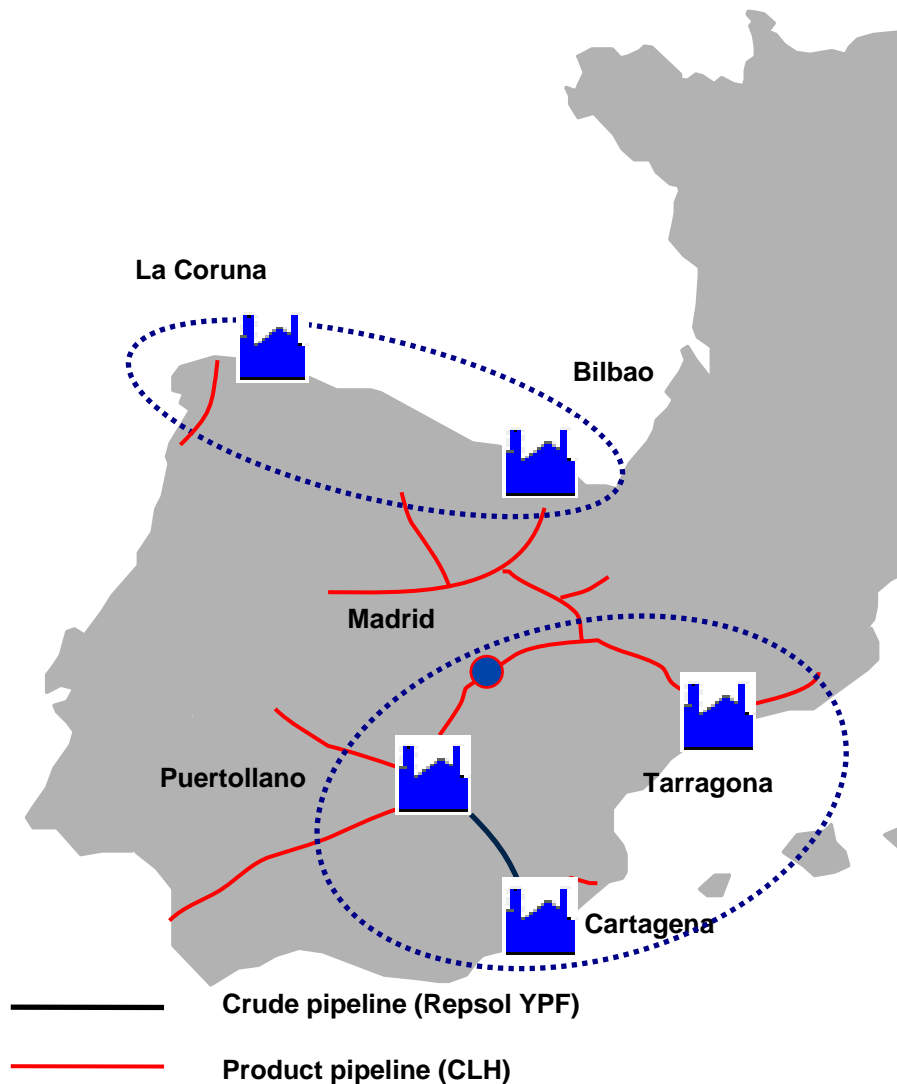 La Coruna
Bilbao
Madrid
Puertollano
Tarragona
Cartagena
Crude pipeline (Repsol YPF)
Product pipeline (CLH)